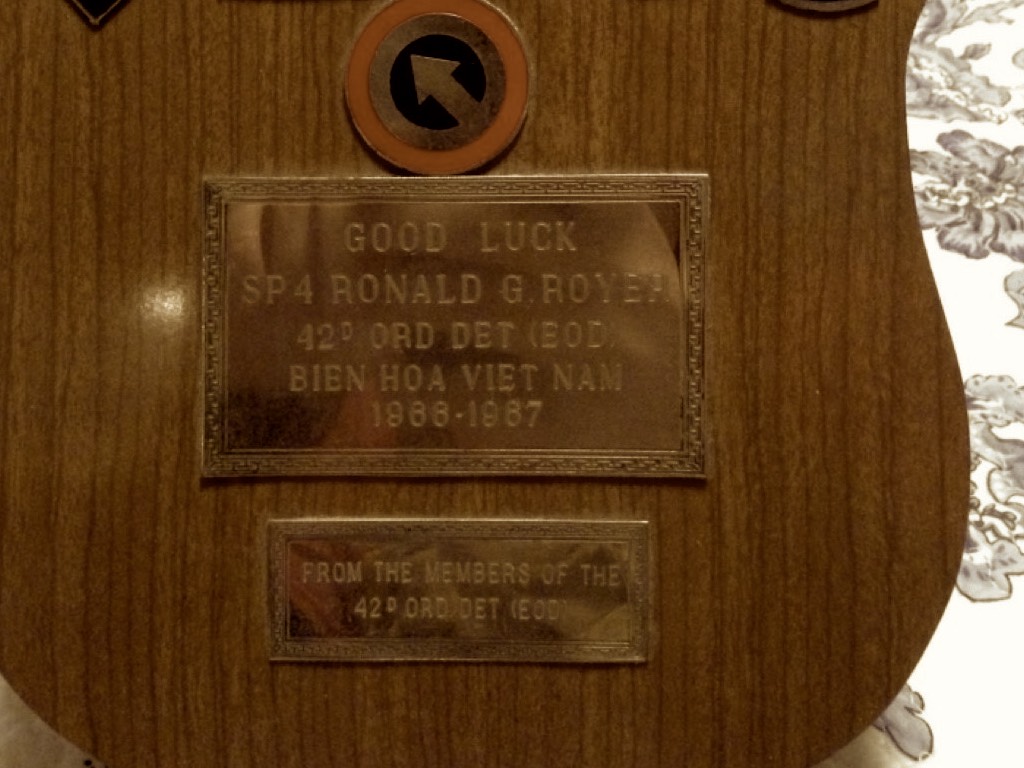 GOOD LUCK
SP4 RONALD G. ROYER
42D ORD DET (EOD)
BIEN HOA VIET NAM
1966-1967
FROM THE MEMBERS OF THE
42D ORD DET (EOD)